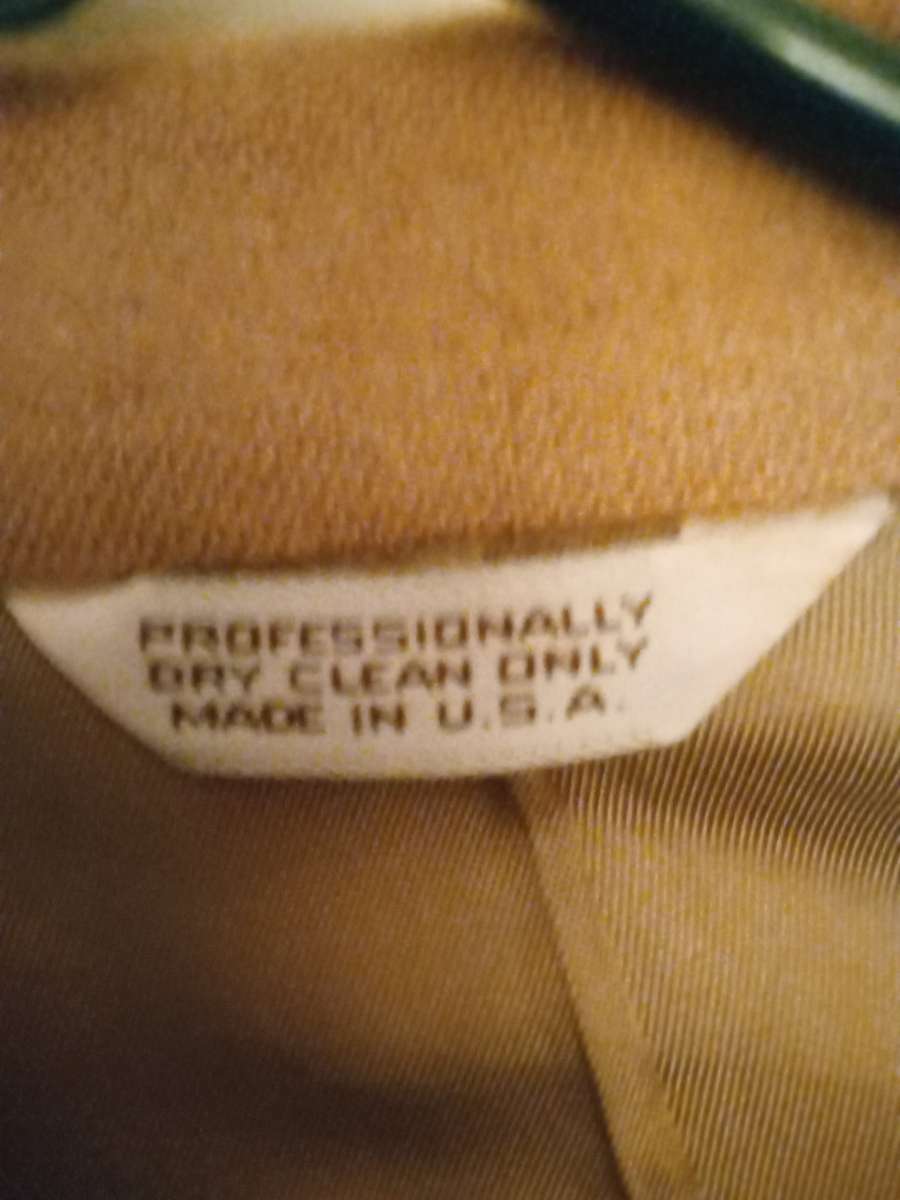 PROFESSIONALLY
DRY CLEAN ONLY
MADE IN U.S.A.